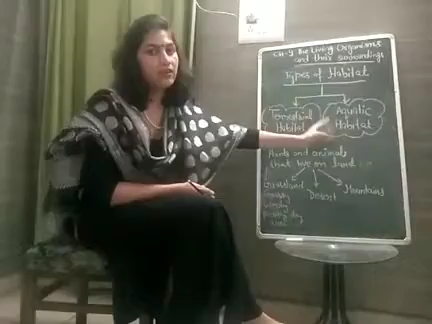 CH-9 The Living Organisms
and their surroundings
Types of Habitat
Terrestrial
Habitat
Aquatic
Habitat
Plants and animals
that live on land
Grassland
Desert
Mountains